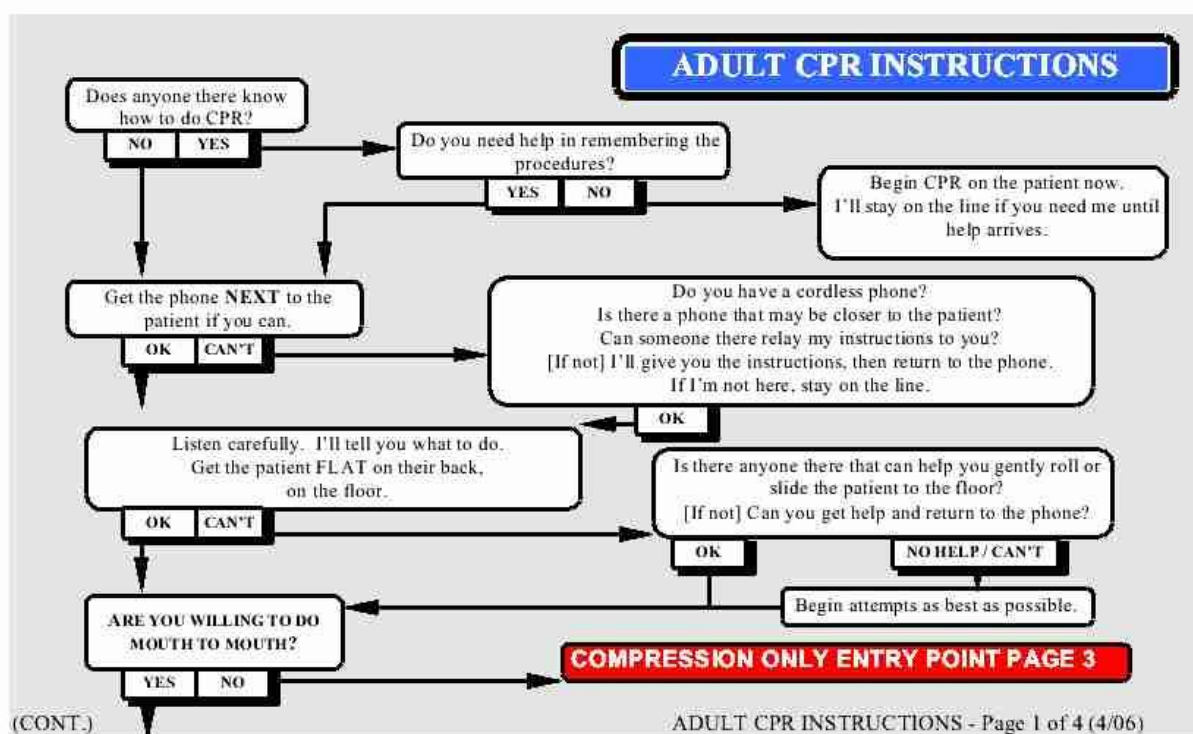 ADULT CPR INSTRUCTIONS
Does anyone there know
how to do CPR?
NO YES
Do you need help in remembering the
procedures?
YES NO
Begin CPR on the patient now.
I'll stay on the line if you need me until
help arrives.
Get the phone NEXT to the
patient if you can.
OK CAN'T
Do you have a cordless phone?
Is there a phone that may be closer to the patient?
Can someone there relay my instructions to you?
[If not] I'll give you the instructions, then return to the phone.
If I'm not here, stay on the line.
OK
Listen carefully. I'll tell you what to do.
Get the patient FLAT on their back,
on the floor.
OK CAN'T
Is there anyone there that can help you gently roll or
slide the patient to the floor?
[If not] Can you get help and return to the phone?
OK NO HELP / CAN'T
Begin attempts as best as possible.
ARE YOU WILLING TO DO
MOUTH TO MOUTH?
YES NO
COMPRESSION ONLY ENTRY POINT PAGE 3
(CONT.) ADULT CPR INSTRUCTIONS - Page 1 of 4 (4/06)